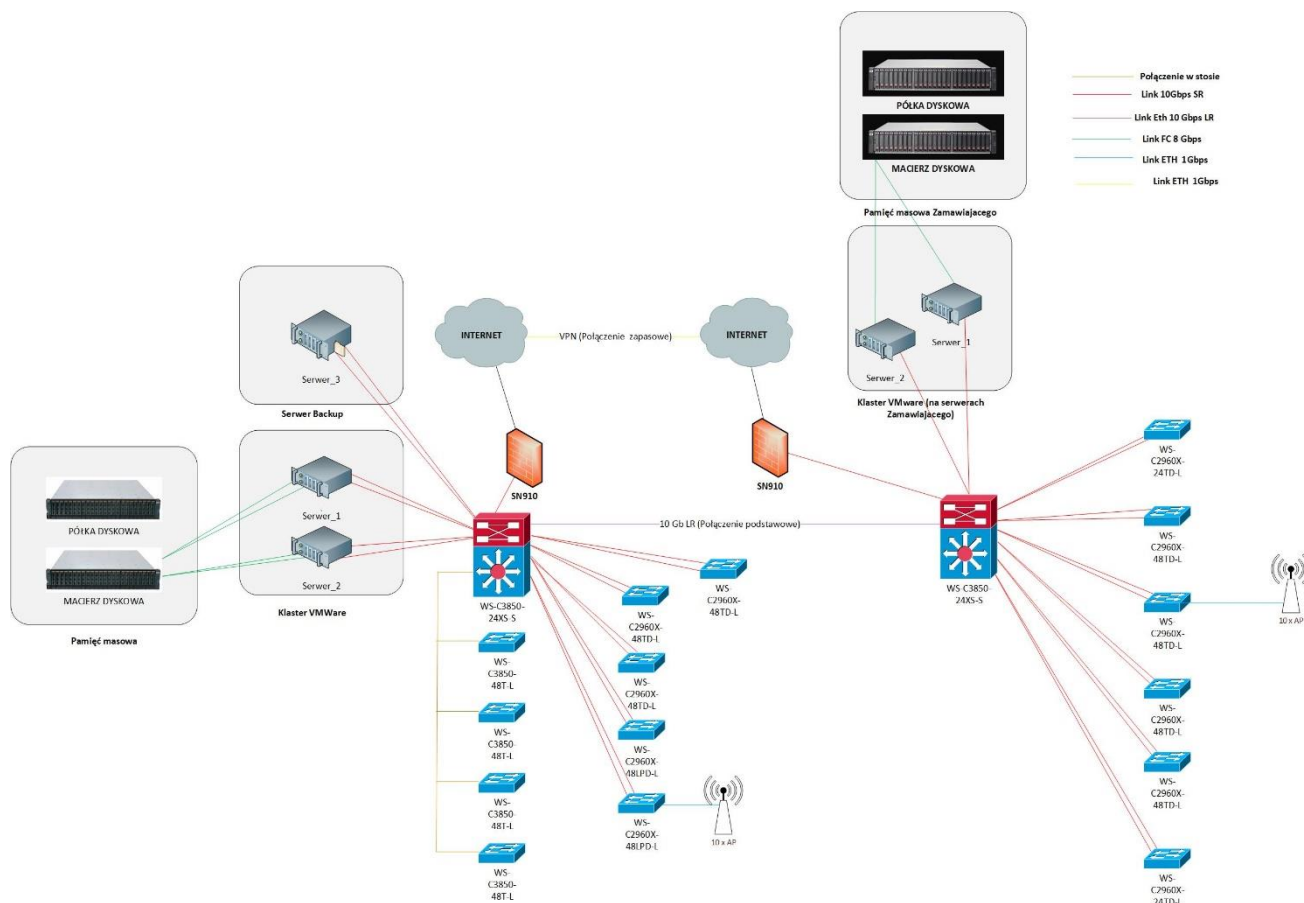 PÓŁKA DYSKOWA
MACIERZ DYSKOWA
Pamięć masowa Zamawiajacego
Połączenie w stosie
Link 10Gbps SR
Link Eth 10 Gbps LR
Link FC 8 Gbps
Link ETH 1Gbps
Link ETH 1Gbps
Serwer_3
Serwer Backup
INTERNET
VPN (Połączenie zapasowe)
INTERNET
Serwer_1
Serwer_2
Klaster VMware (na serwerach
Zamawiajacego)
PÓŁKA DYSKOWA
MACIERZ DYSKOWA
Pamięć masowa
Serwer_1
Serwer_2
Klaster VMWare
SN910
SN910
10 Gb LR (Połączenie podstawowe)
WS-C3850-
24XS-S
WS-
C3850-
48T-L
WS-
C3850-
48T-L
WS-
C3850-
48T-L
WS-
C3850-
48T-L
WS-
C2960X-
48TD-L
WS-
C2960X-
48TD-L
WS-
C2960X-
48TD-L
WS-
C2960X-
48LPD-L
WS-
C2960X-
48LPD-L
10 x AP
WS-C3850-
24XS-S
WS-
C2960X-
24TD-L
WS-
C2960X-
48TD-L
WS-
C2960X-
48TD-L
10 x AP
WS-
C2960X-
48TD-L
WS-
C2960X-
48TD-L
WS-
C2960X-
24TD-L